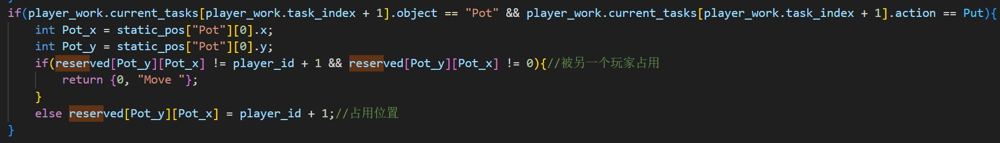 }
if(player_work.current_tasks[player_work.task_index + 1].object == "Pot" && player_work.current_tasks[player_work.task_index + 1].action == Put){
    int Pot_x = static_pos["Pot"][0].x;
    int Pot_y = static_pos["Pot"][0].y;
    if(reserved[Pot_y][Pot_x] != player_id + 1 && reserved[Pot_y][Pot_x] != 0){//被另一个玩家占用
        return {0, "Move "};
    }
    else reserved[Pot_y][Pot_x] = player_id + 1;//占用位置
}